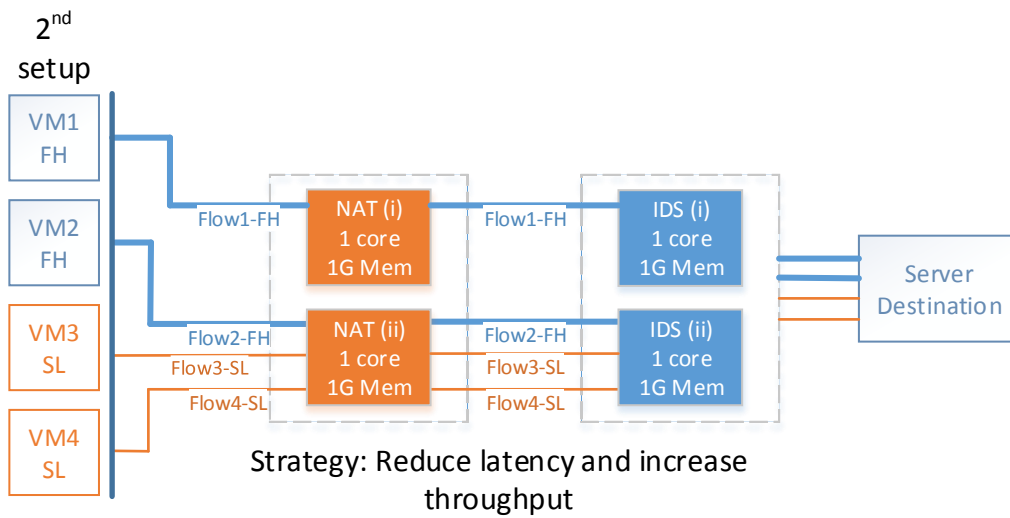 2nd
setup
VM1
FH
VM2
FH
VM3
SL
VM4
SL
Flow1-FH
Flow2-FH
Flow3-SL
Flow4-SL
NAT (i)
1 core
1G Mem
NAT (ii)
1 core
1G Mem
Flow1-FH
Flow2-FH
Flow3-SL
Flow4-SL
IDS (i)
1 core
1G Mem
IDS (ii)
1 core
1G Mem
Server
Destination
Strategy: Reduce latency and increase
throughput